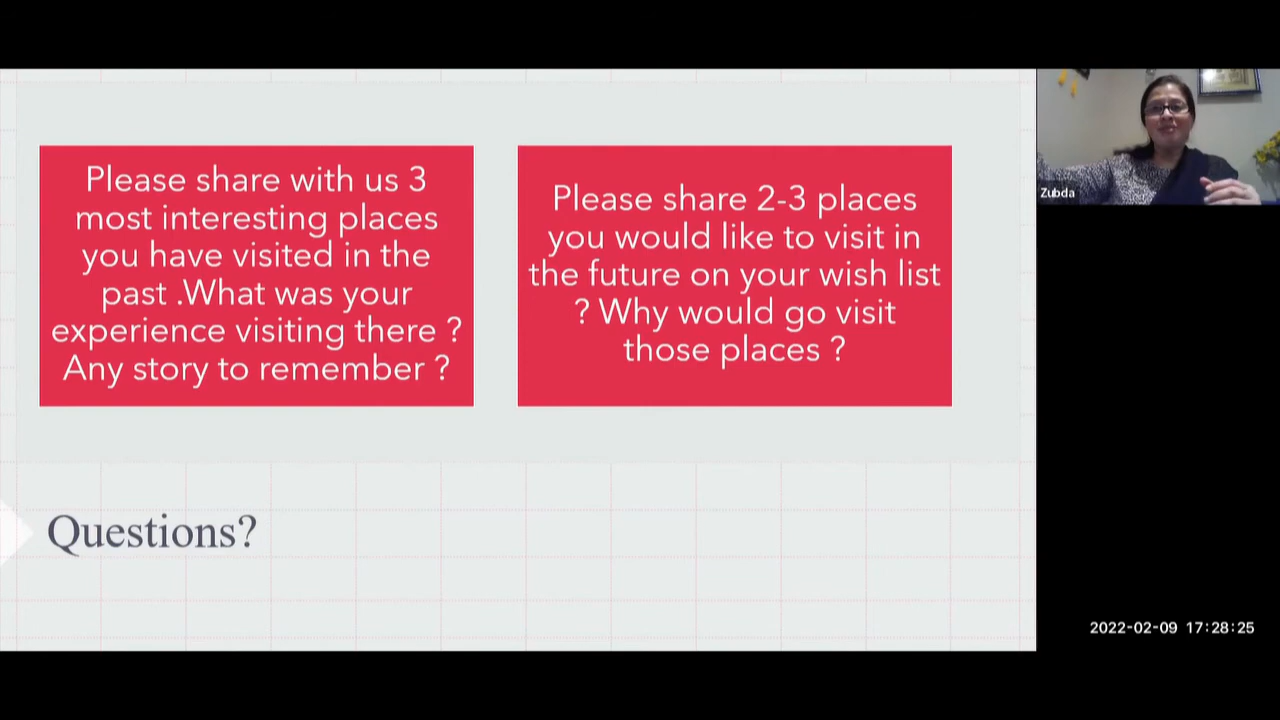 Please share with us 3
most interesting places
you have visited in the
past .What was your
experience visiting there ?
Any story to remember ?
Please share 2-3 places
you would like to visit in
the future on your wish list
? Why would go visit
those places ?
Questions?
Zubda
2022-02-09 17:28:25